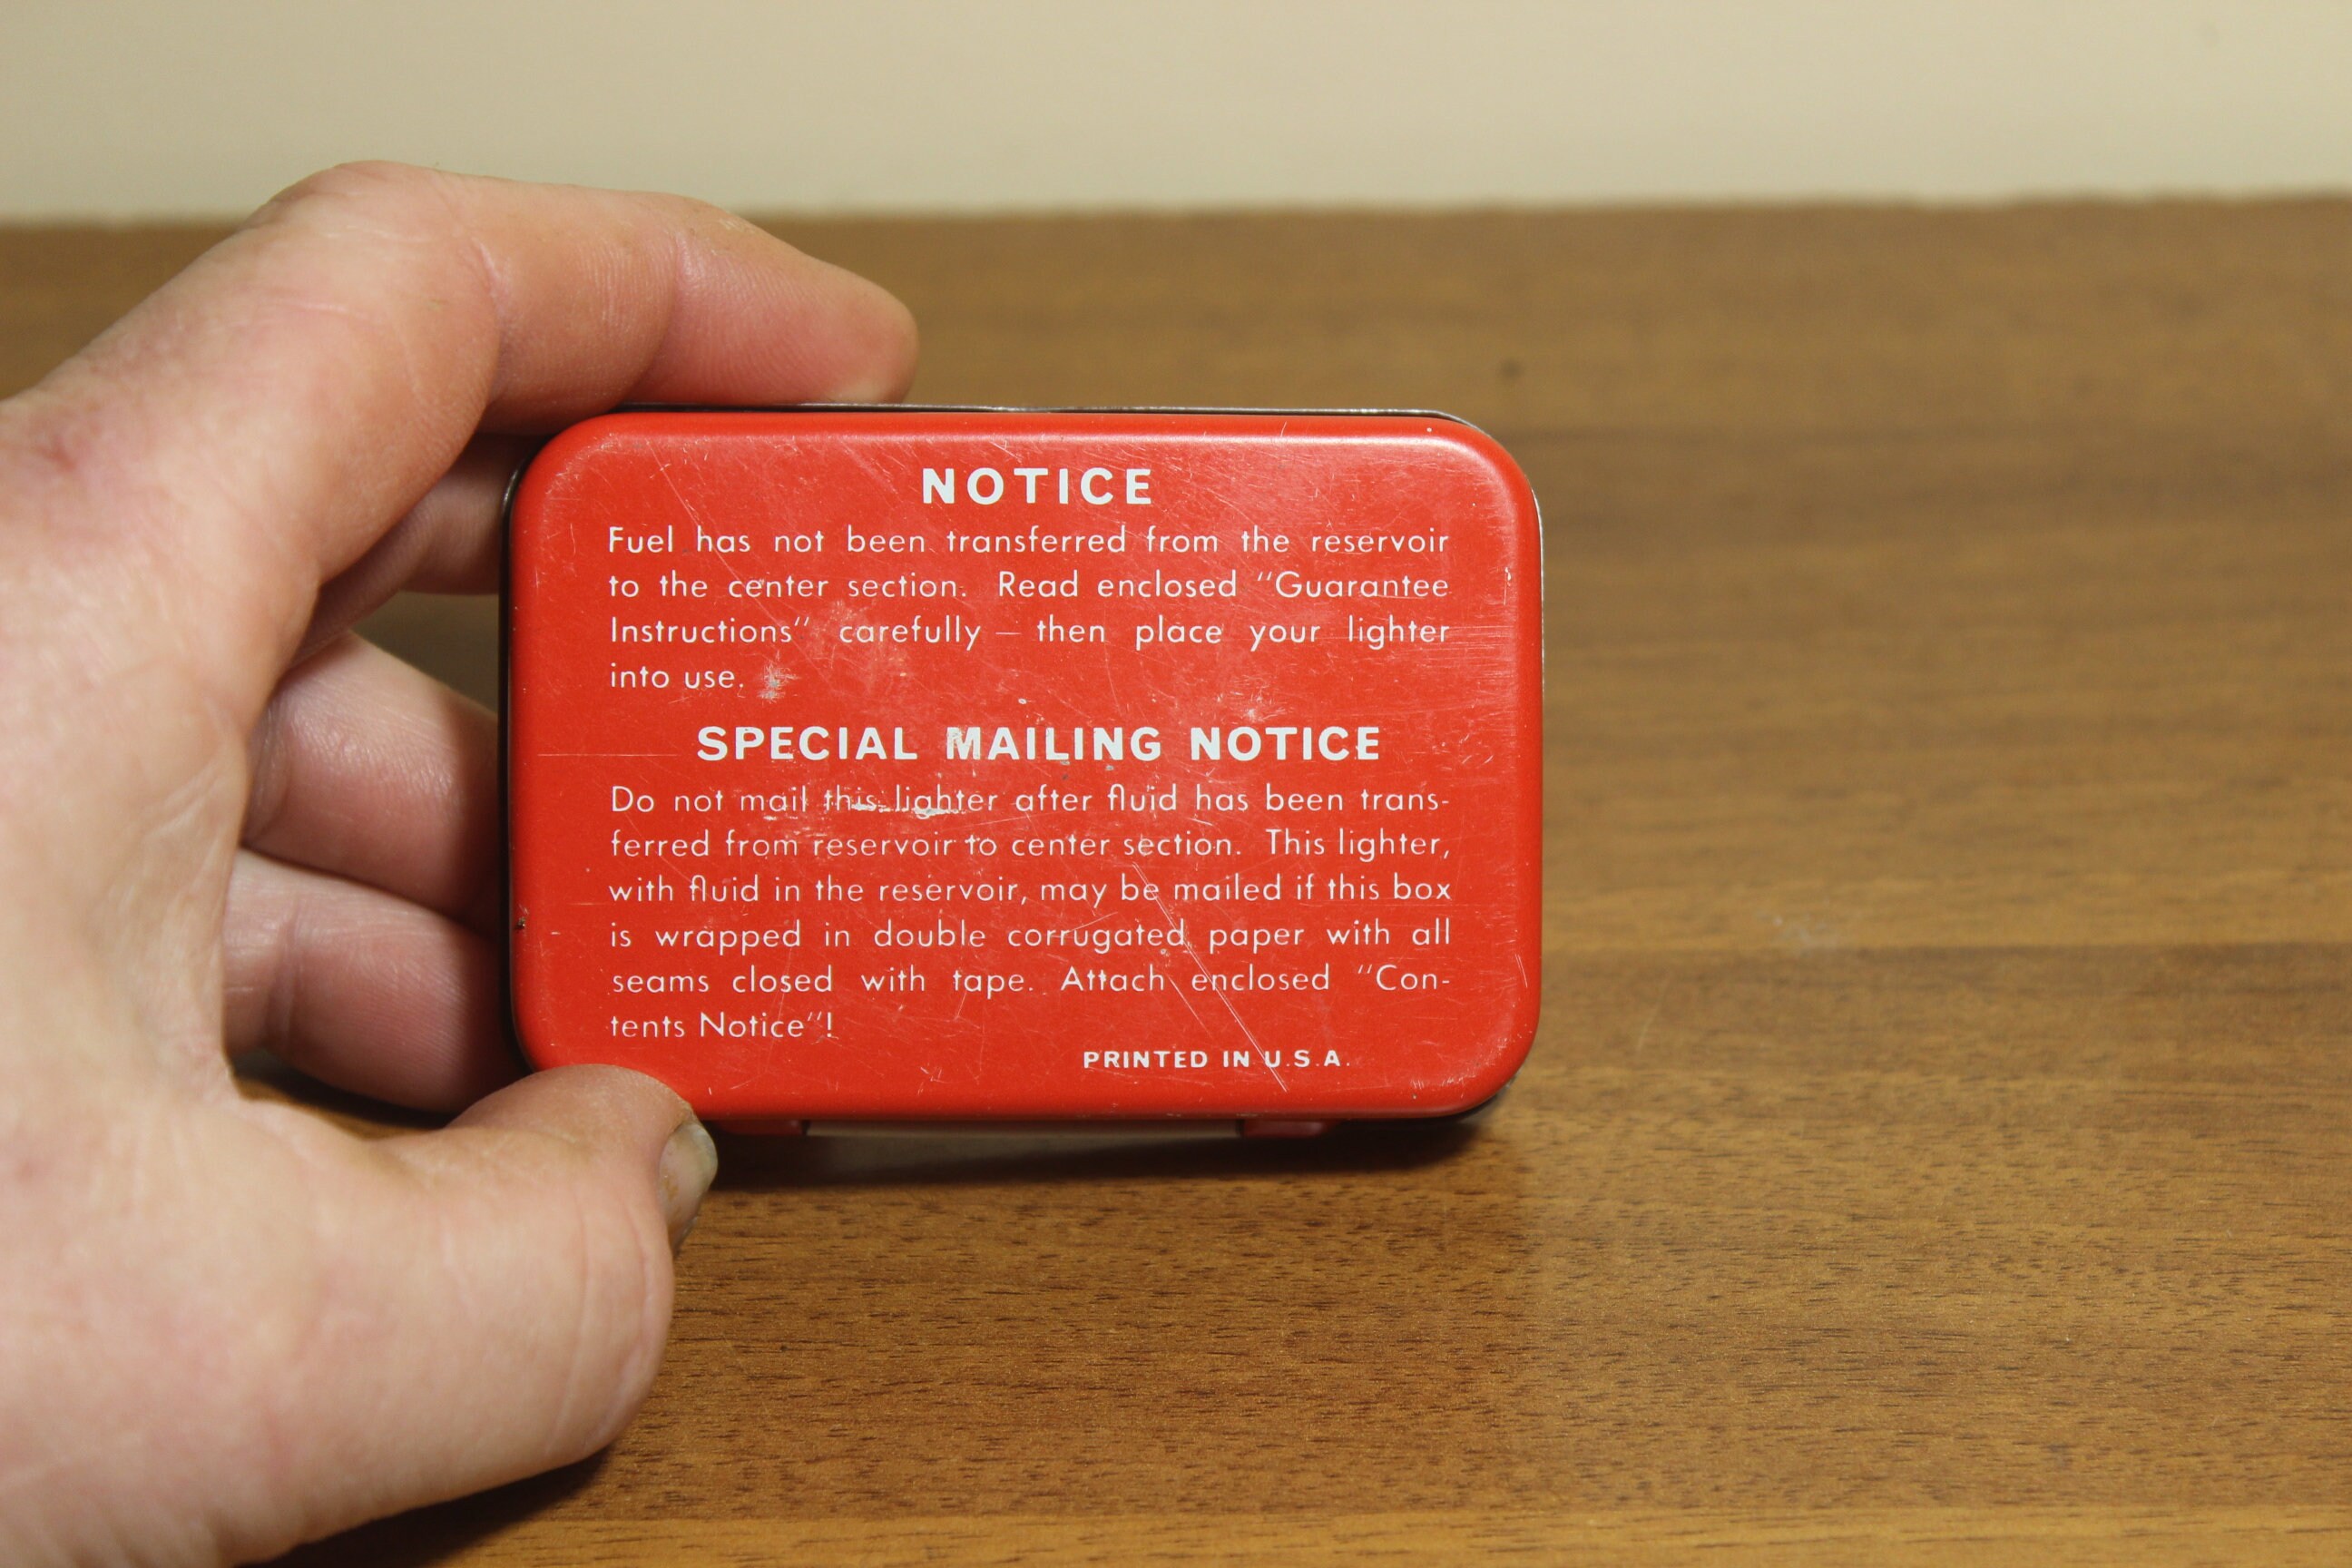 NOTICE
Fuel has not been transferred from the reservoir
to the center section. Read enclosed "Guarantee
Instructions" carefully — then place your lighter
into use.
SPECIAL MAILING NOTICE
Do not mail this lighter after fluid has been trans-
ferred from reservoir to center section. This lighter,
with fluid in the reservoir, may be mailed if this box
is wrapped in double corrugated paper with all
seams closed with tape. Attach enclosed "Con-
tents Notice"!
PRINTED IN U.S.A.